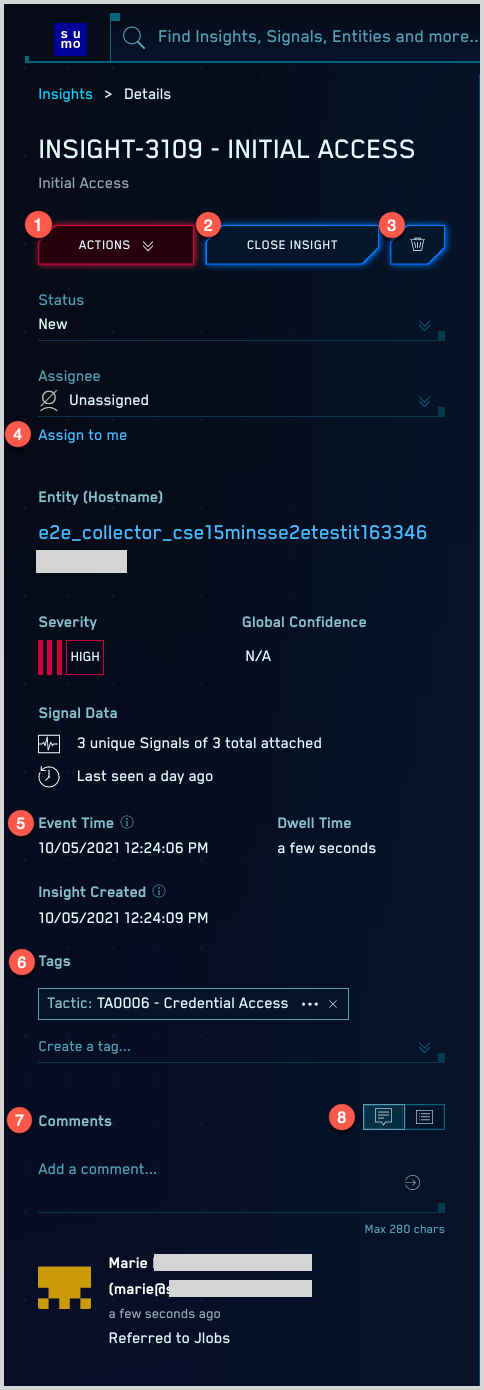 su
mo
Find Insights, Signals, Entities and more..
Insights > Details
INSIGHT-3109 - INITIAL ACCESS
Initial Access
1 2 3
ACTIONS CLOSE INSIGHT
Status
New
Assignee
Unassigned
4 Assign to me
Entity (Hostname)
e2e_collector_cse15minsse2etestit163346
Severity Global Confidence
HIGH N/A
Signal Data
3 unique Signals of 3 total attached
Last seen a day ago
5 Event Time Dwell Time
10/05/2021 12:24:06 PM a few seconds
Insight Created
10/05/2021 12:24:09 PM
6 Tags
Tactic: TA0006 - Credential Access ... ×
Create a tag...
7 Comments 8
Add a comment...
Max 280 chars
Marie
(marie@s
a few seconds ago
Referred to Jlobs